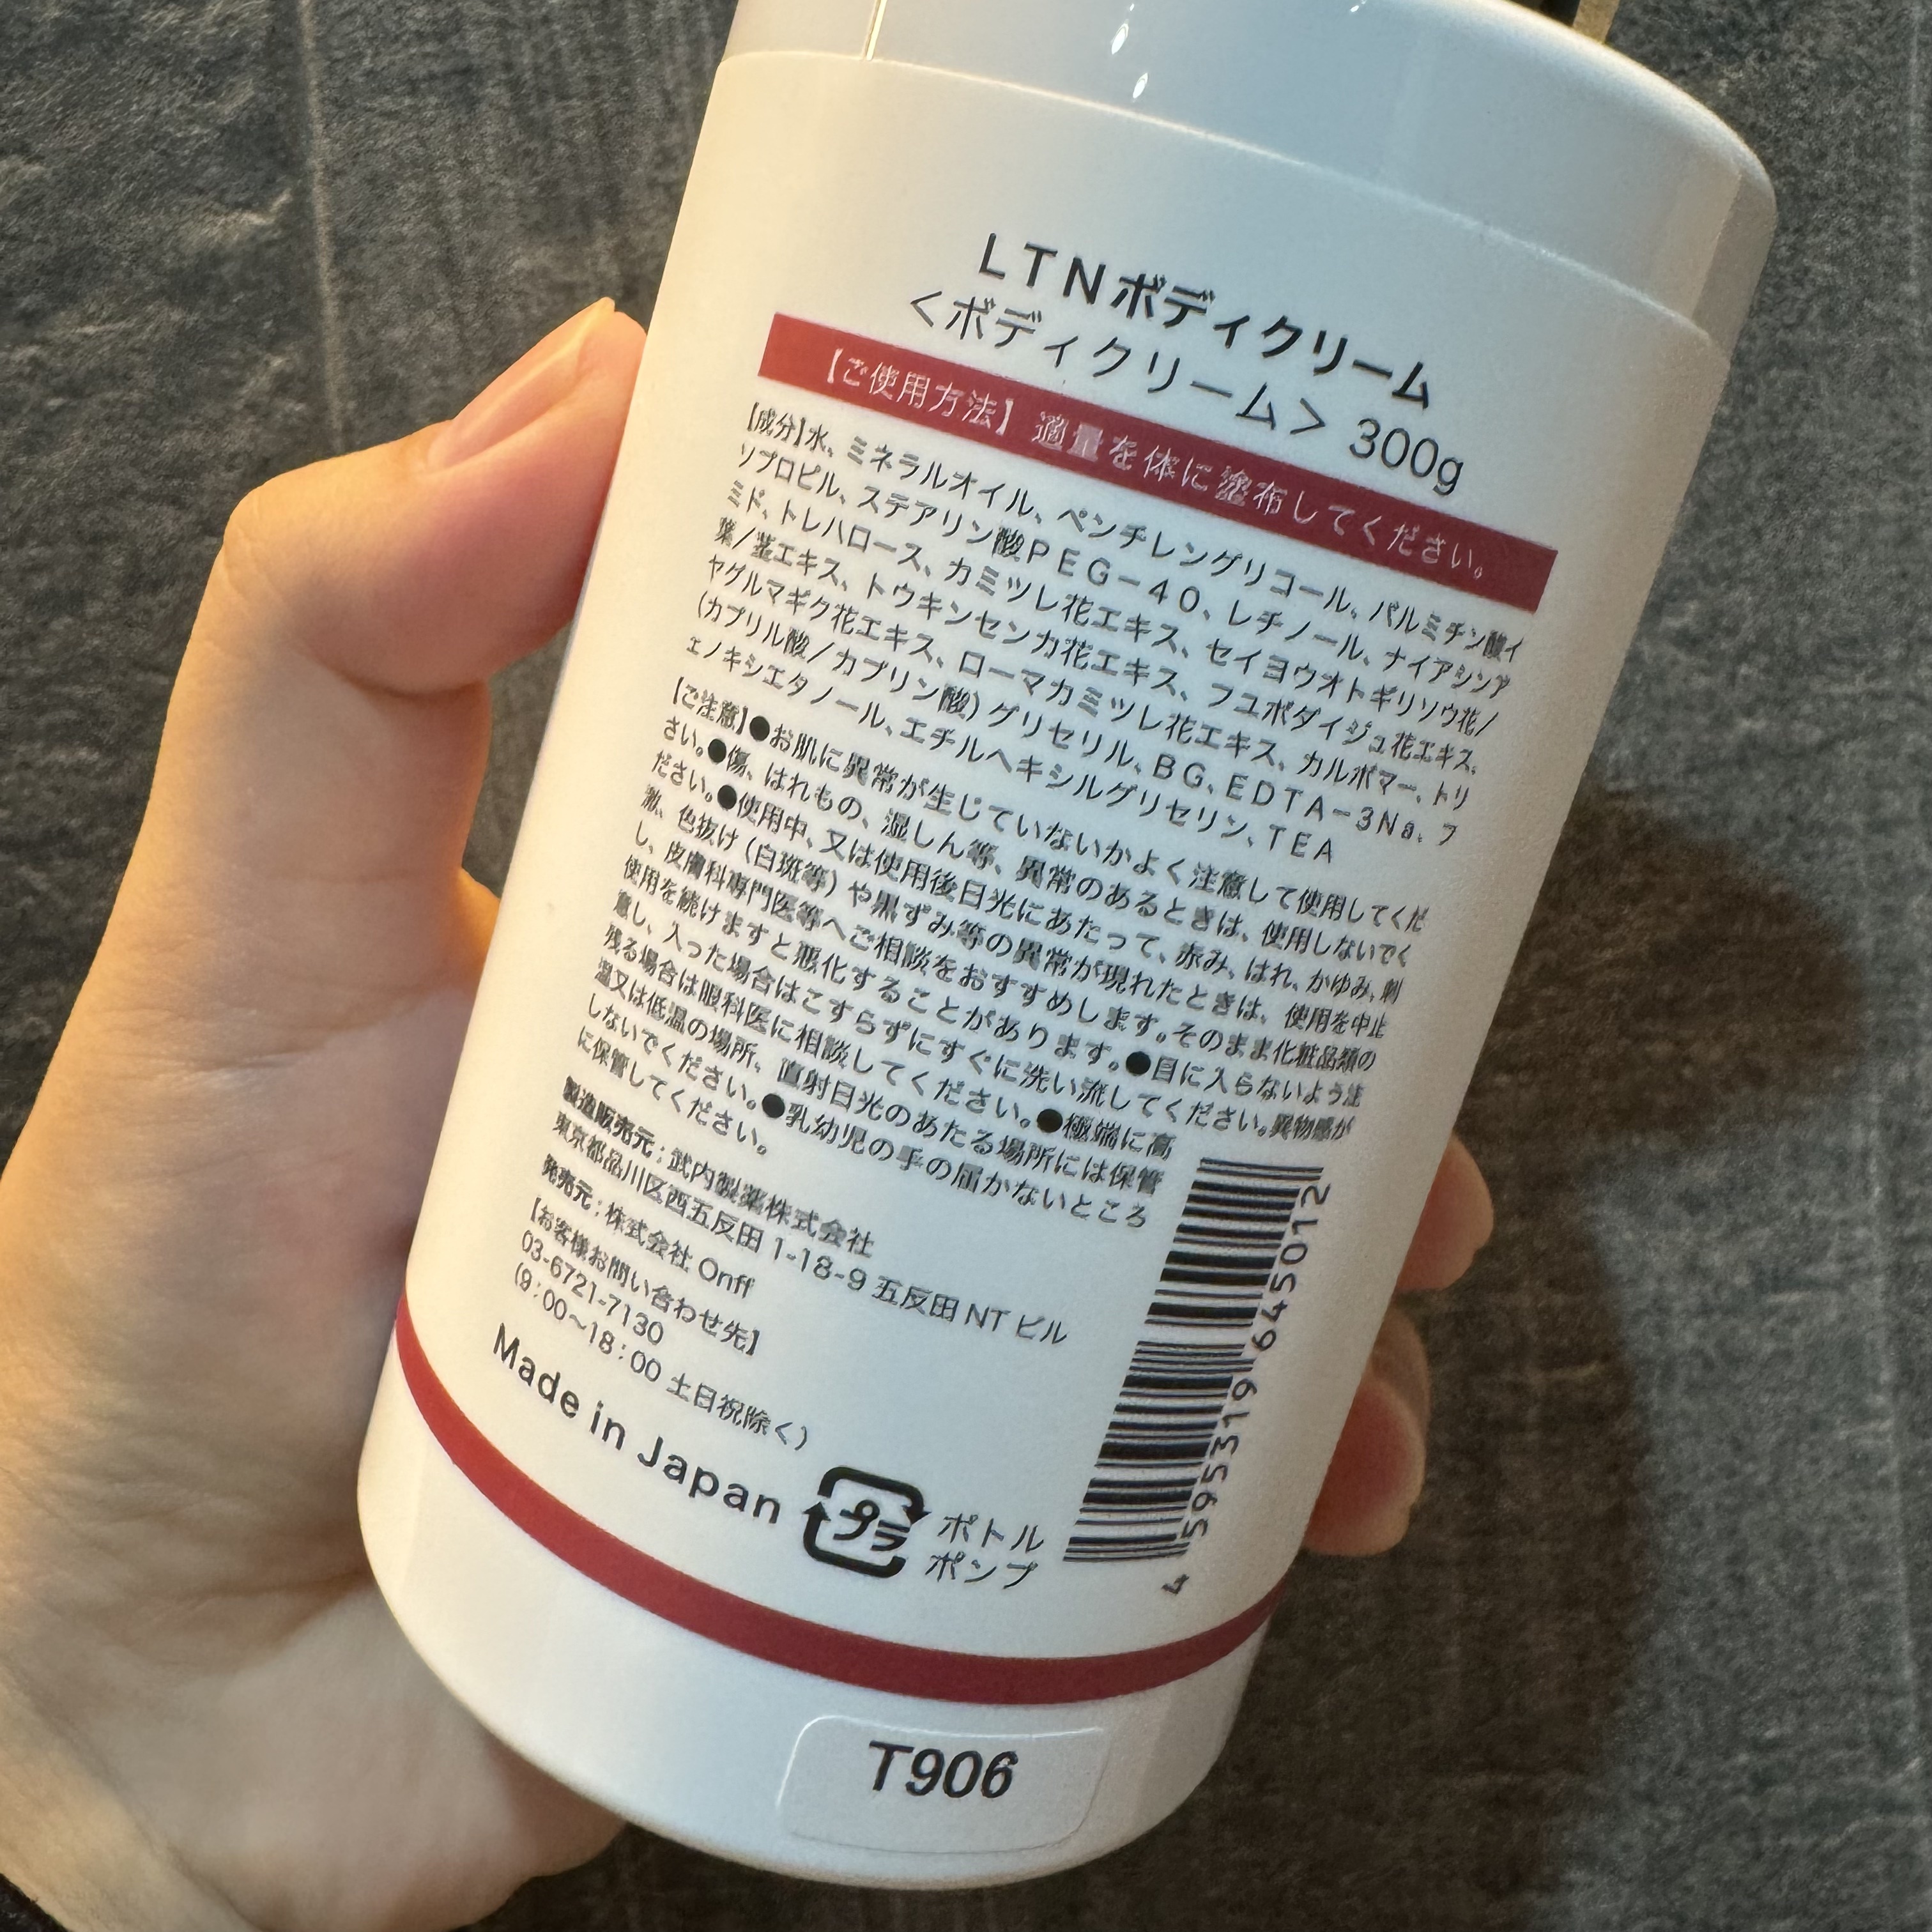 LTNボディクリーム
<ボディクリーム> 300g
【ご使用方法】適量を体に塗布してください。
【成分】水、ミネラルオイル、ペンチレングリコール、パルミチン酸イ
ソプロピル、ステアリン酸PEG-40、レチノール、ナイアシンア
ミド、トレハロース、カミツレ花エキス、セイヨウオトギリソウ花/
葉/茎エキス、トウキンセンカ花エキス、フユボダイジュ花エキス、
ヤグルマギク花エキス、ローマカミツレ花エキス、カルボマー、トリ
(カプリル酸/カプリン酸)グリセリル、BG、EDTA-3Na、フ
ェノキシエタノール、エチルヘキシルグリセリン、TEA
【ご注意】●お肌に異常が生じていないかよく注意して使用してくだ
さい。●傷、はれもの、湿しん等、異常のあるときは、使用しないでく
ださい。●使用中、又は使用後日光にあたって、赤み、はれ、かゆみ、刺
激、色抜け(白斑等)や黒ずみ等の異常が現れたときは、使用を中止
し、皮膚科専門医等へご相談をおすすめします。そのまま化粧品類の
使用を続けますと悪化することがあります。●目に入らないよう注
意し、入った場合はこすらずにすぐに洗い流してください。異物感が
残る場合は眼科医に相談してください。●極端に高
温又は低温の場所、直射日光のあたる場所には保管
しないでください。●乳幼児の手の届かないところ
に保管してください。
製造販売元:武内製薬株式会社
東京都品川区西五反田 1-18-9 五反田 NT ビル
発売元:株式会社 Onff
【お客様お問い合わせ先】
03-6721-7130
(9:00〜18:00 土日祝除く)
Made in Japan
プラ
ボトル
ポンプ
4 595319 645012
T906